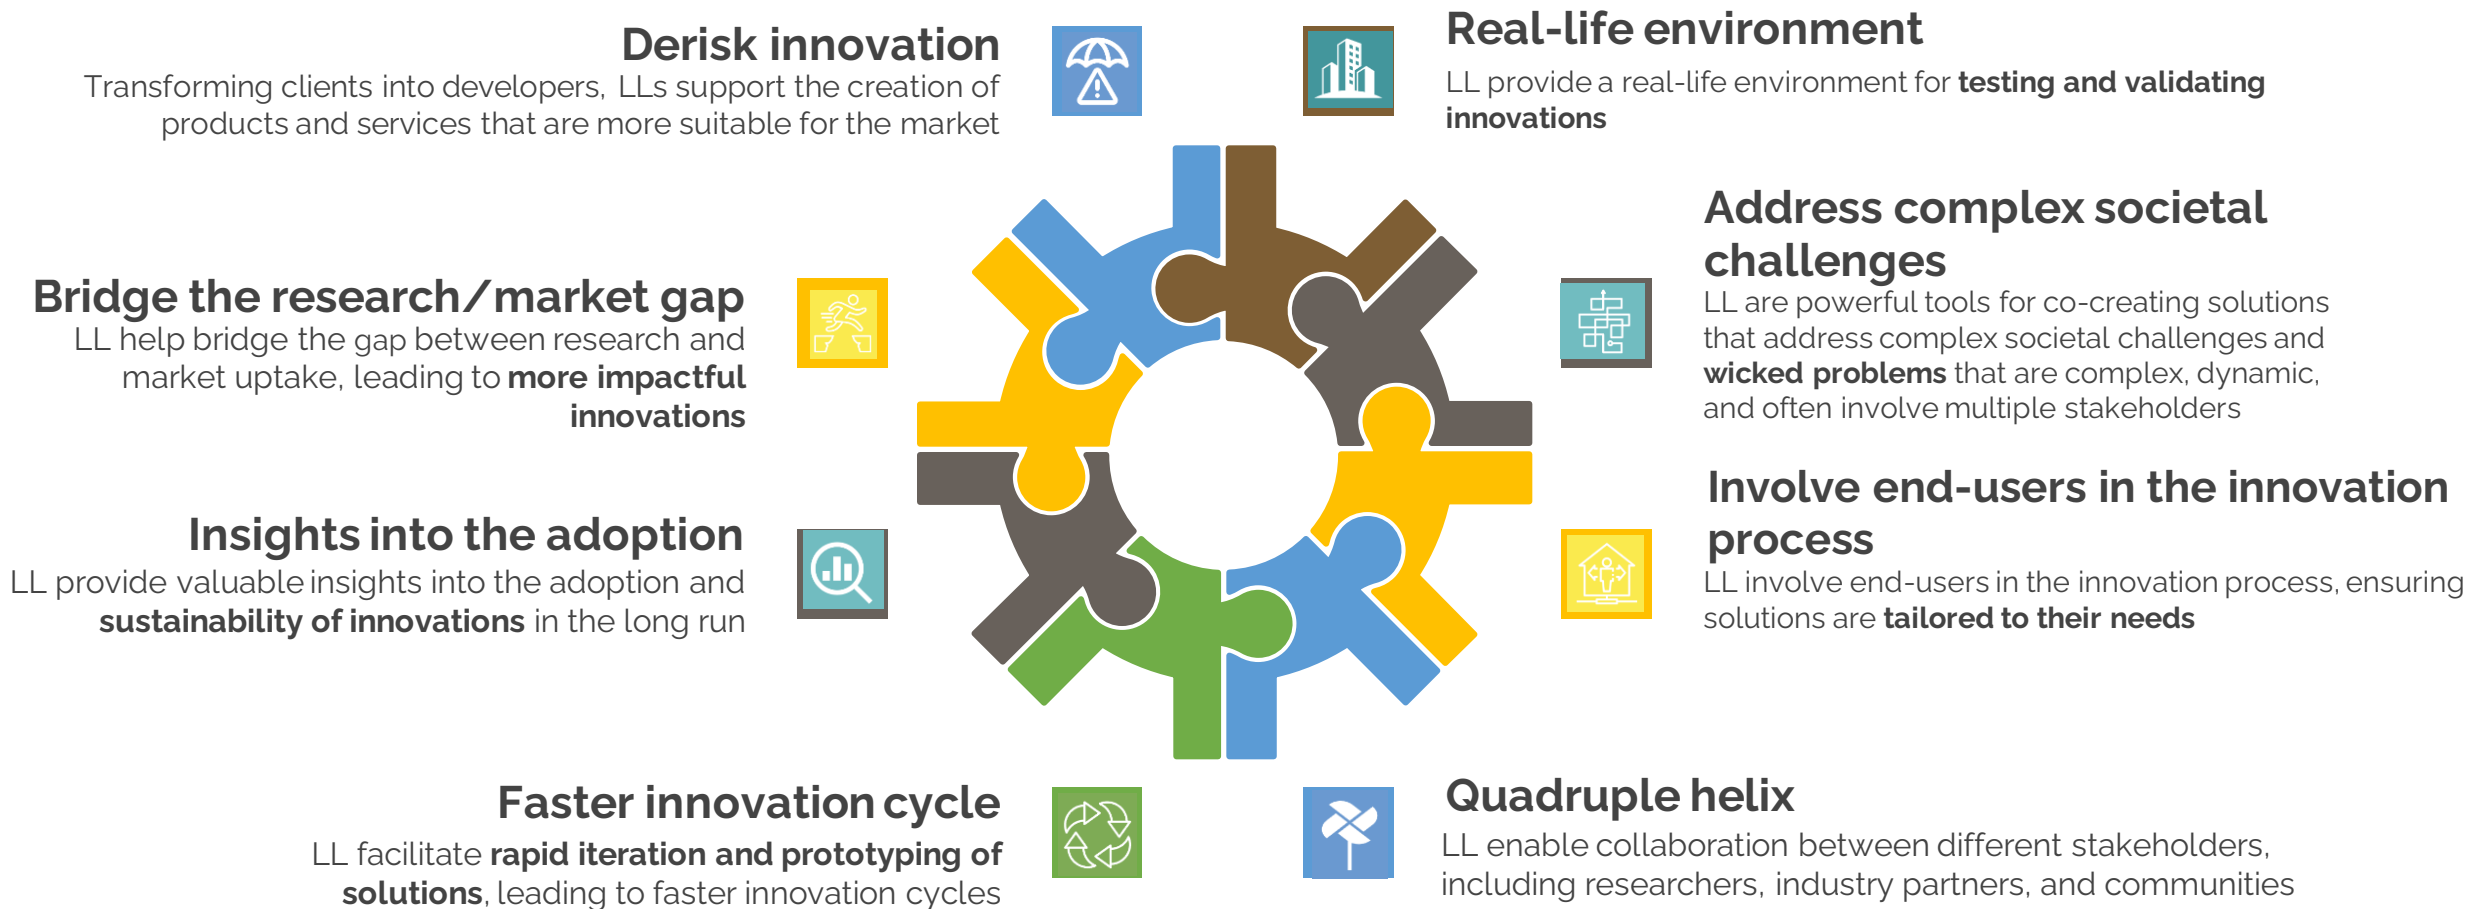 Derisk innovation
Transforming clients into developers, LLs support the creation of
products and services that are more suitable for the market
Real-life environment
LL provide a real-life environment for testing and validating
innovations
Address complex societal
challenges
LL are powerful tools for co-creating solutions
that address complex societal challenges and
wicked problems that are complex, dynamic,
and often involve multiple stakeholders
Bridge the research/market gap
LL help bridge the gap between research and
market uptake, leading to more impactful
innovations
Involve end-users in the innovation
process
LL involve end-users in the innovation process, ensuring
solutions are tailored to their needs
Insights into the adoption
LL provide valuable insights into the adoption and
sustainability of innovations in the long run
Faster innovation cycle
LL facilitate rapid iteration and prototyping of
solutions, leading to faster innovation cycles
Quadruple helix
LL enable collaboration between different stakeholders,
including researchers, industry partners, and communities